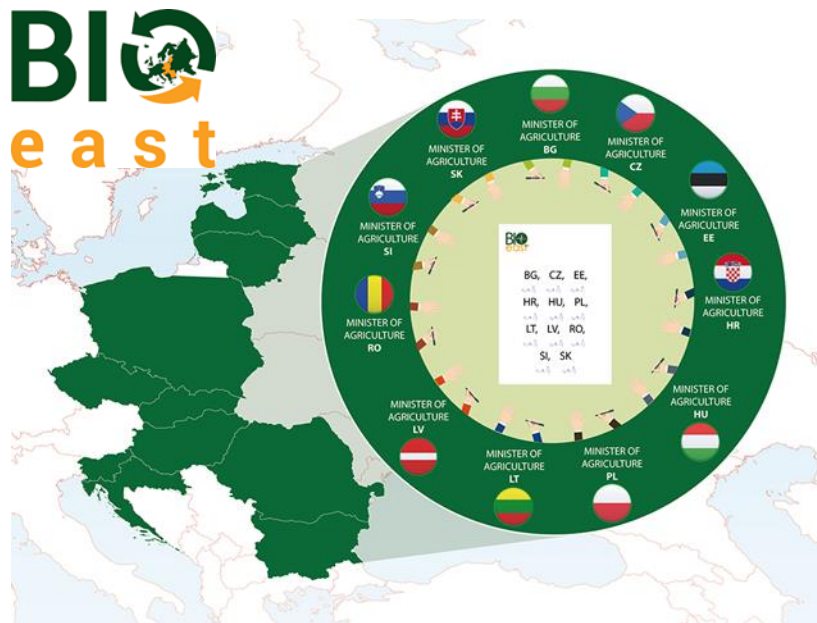 BIO
east
MINISTER OF
AGRICULTURE
BG
MINISTER OF
AGRICULTURE
CZ
MINISTER OF
AGRICULTURE
EE
MINISTER OF
AGRICULTURE
HR
MINISTER OF
AGRICULTURE
HU
MINISTER OF
AGRICULTURE
PL
MINISTER OF
AGRICULTURE
LT
MINISTER OF
AGRICULTURE
LV
MINISTER OF
AGRICULTURE
RO
MINISTER OF
AGRICULTURE
SI
MINISTER OF
AGRICULTURE
SK
BIO
east
BG, CZ, EE,
HR, HU, PL,
LT, LV, RO,
SI, SK